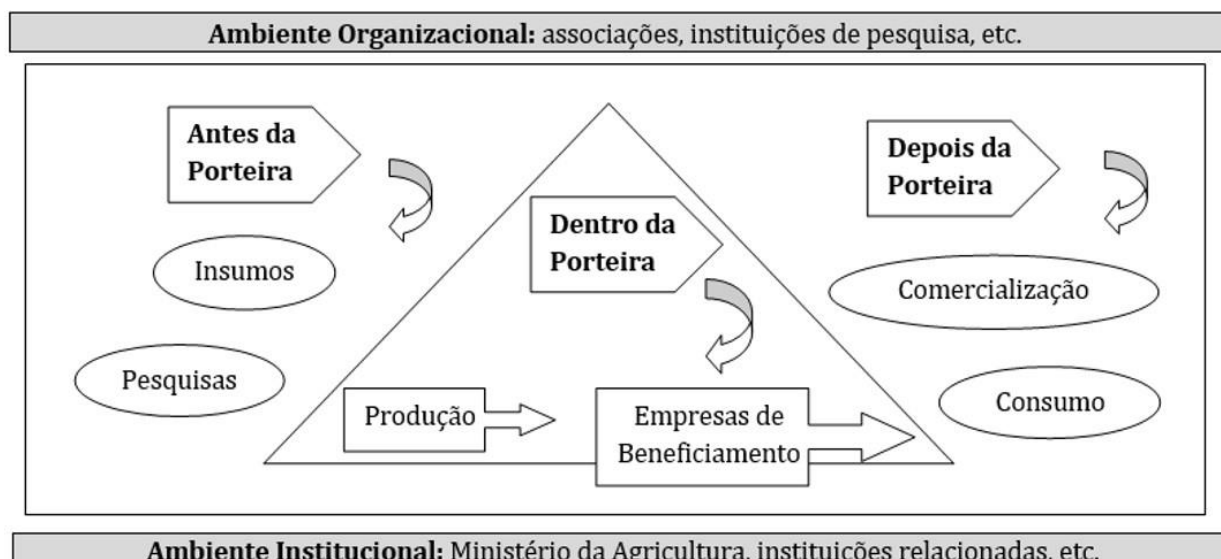 Ambiente Organizacional: associações, instituições de pesquisa, etc.
Antes da
Porteira
Insumos
Pesquisas
Dentro da
Porteira
Produção
Empresas de
Beneficiamento
Depois da
Porteira
Comercialização
Consumo
Ambiente Institucional: Ministério da Agricultura, instituições relacionadas, etc.